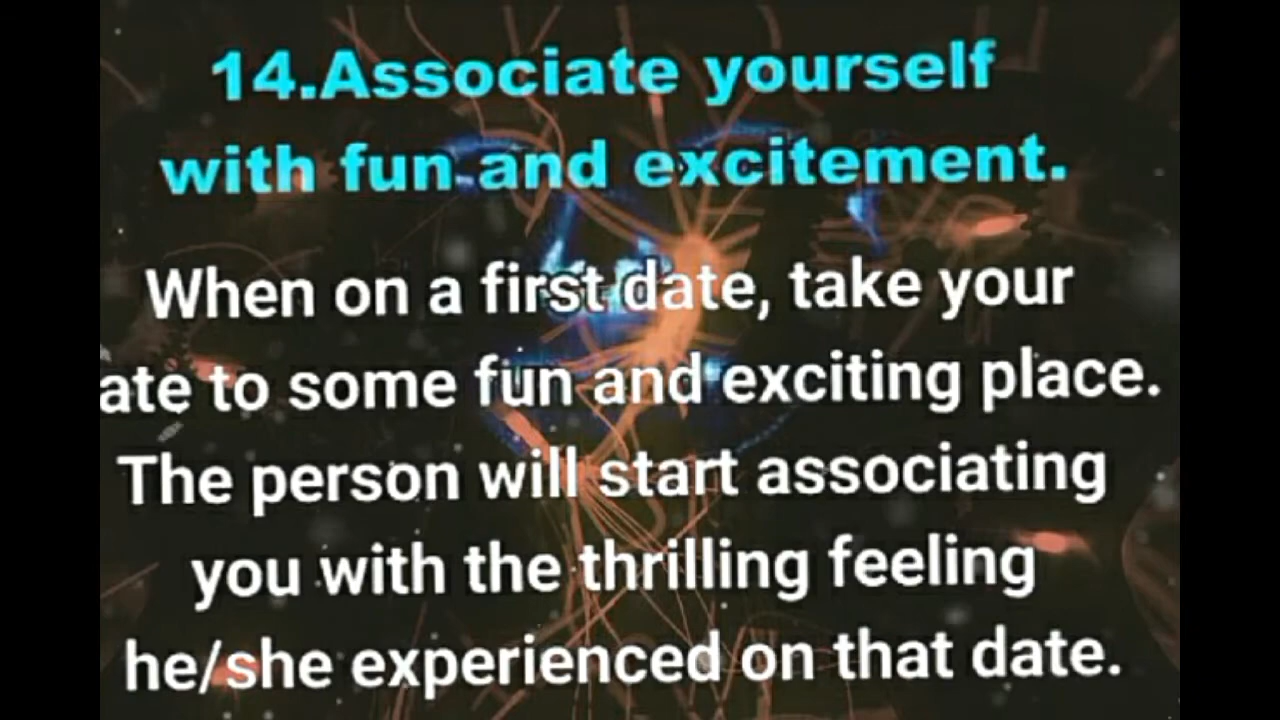 14.Associate yourself
with fun and excitement.
When on a first date, take your
ate to some fun and exciting place.
The person will start associating
you with the thrilling feeling
he/she experienced on that date.